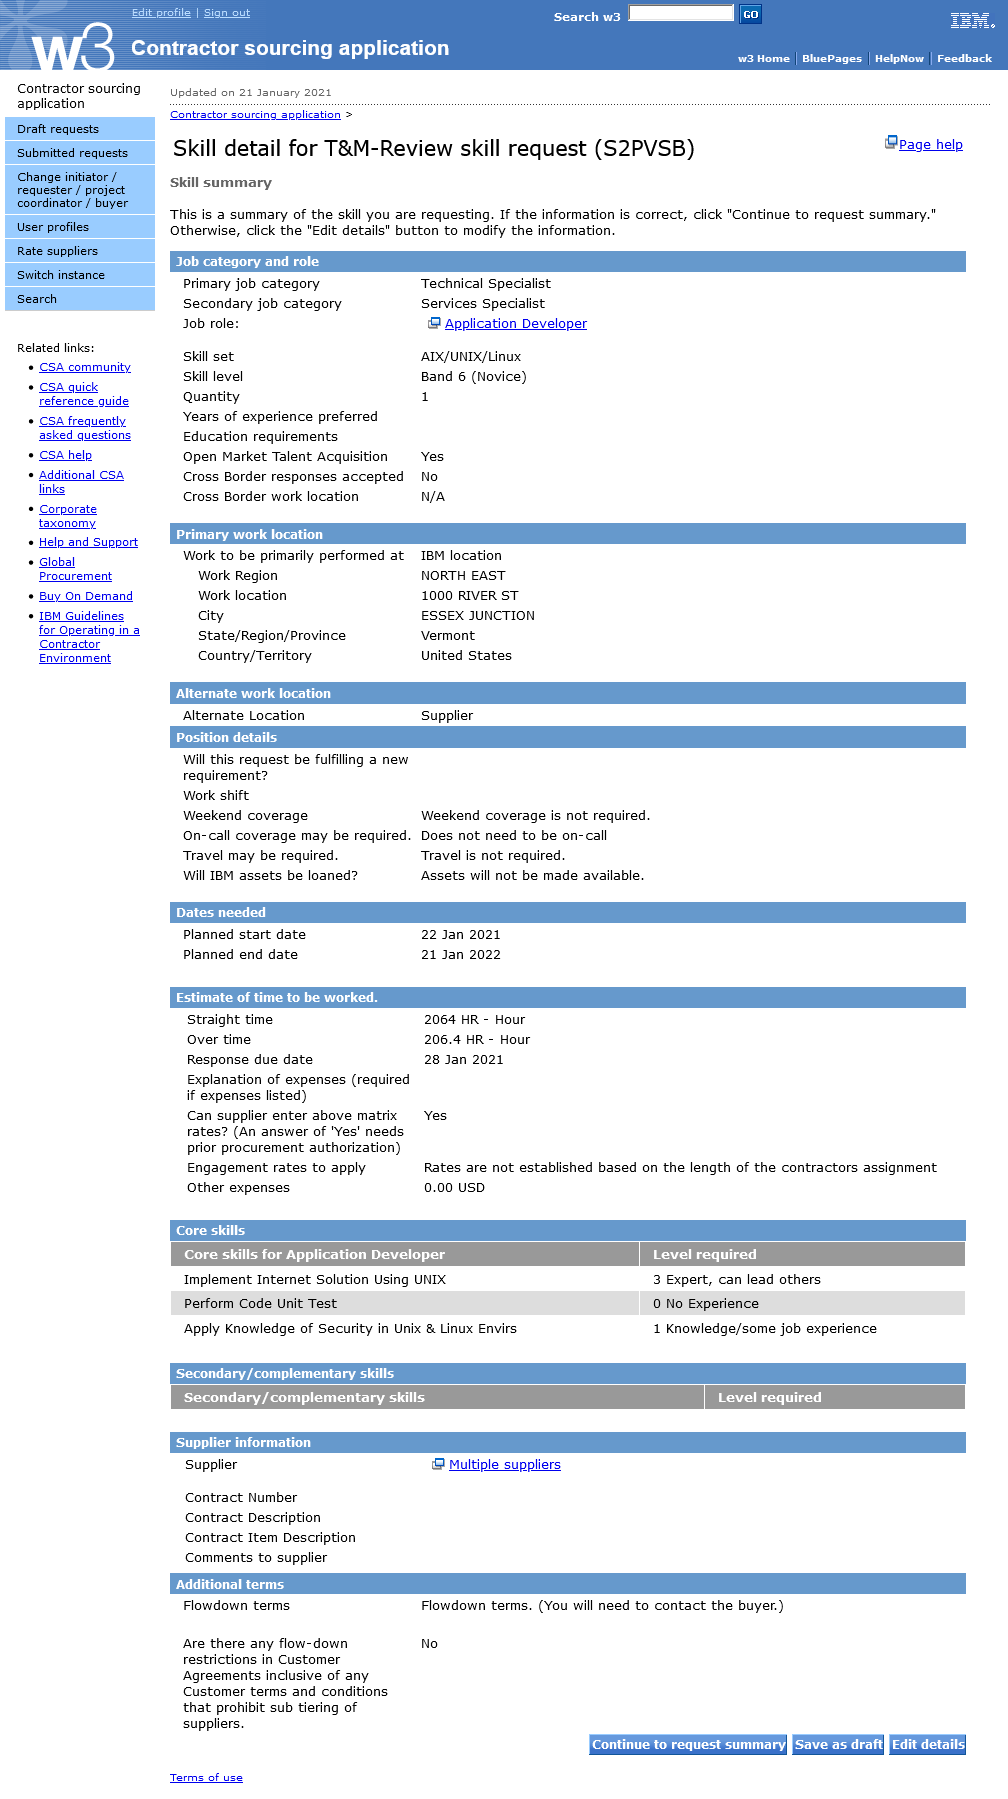 Edit profile | Sign out
Search w3 GO
IBM.
w3 Contractor sourcing application
w3 Home | BluePages | HelpNow | Feedback
Contractor sourcing
application
Draft requests
Submitted requests
Change initiator /
requester / project
coordinator / buyer
User profiles
Rate suppliers
Switch instance
Search
Related links:
• CSA community
• CSA quick
reference guide
• CSA frequently
asked questions
• CSA help
• Additional CSA
links
• Corporate
taxonomy
• Help and Support
• Global
Procurement
• Buy On Demand
• IBM Guidelines
for Operating in a
Contractor
Environment
Updated on 21 January 2021
Contractor sourcing application >
Skill detail for T&M-Review skill request (S2PVSB)
Page help
Skill summary
This is a summary of the skill you are requesting. If the information is correct, click "Continue to request summary."
Otherwise, click the "Edit details" button to modify the information.
Job category and role
Primary job category Technical Specialist
Secondary job category Services Specialist
Job role: Application Developer
Skill set AIX/UNIX/Linux
Skill level Band 6 (Novice)
Quantity 1
Years of experience preferred
Education requirements
Open Market Talent Acquisition Yes
Cross Border responses accepted No
Cross Border work location N/A
Primary work location
Work to be primarily performed at IBM location
Work Region NORTH EAST
Work location 1000 RIVER ST
City ESSEX JUNCTION
State/Region/Province Vermont
Country/Territory United States
Alternate work location
Alternate Location Supplier
Position details
Will this request be fulfilling a new
requirement?
Work shift
Weekend coverage Weekend coverage is not required.
On-call coverage may be required. Does not need to be on-call
Travel may be required. Travel is not required.
Will IBM assets be loaned? Assets will not be made available.
Dates needed
Planned start date 22 Jan 2021
Planned end date 21 Jan 2022
Estimate of time to be worked.
Straight time 2064 HR - Hour
Over time 206.4 HR - Hour
Response due date 28 Jan 2021
Explanation of expenses (required
if expenses listed)
Can supplier enter above matrix Yes
rates? (An answer of 'Yes' needs
prior procurement authorization)
Engagement rates to apply Rates are not established based on the length of the contractors assignment
Other expenses 0.00 USD
Core skills
Core skills for Application Developer Level required
Implement Internet Solution Using UNIX 3 Expert, can lead others
Perform Code Unit Test 0 No Experience
Apply Knowledge of Security in Unix & Linux Envirs 1 Knowledge/some job experience
Secondary/complementary skills
Secondary/complementary skills Level required
Supplier information
Supplier Multiple suppliers
Contract Number
Contract Description
Contract Item Description
Comments to supplier
Additional terms
Flowdown terms Flowdown terms. (You will need to contact the buyer.)
Are there any flow-down No
restrictions in Customer
Agreements inclusive of any
Customer terms and conditions
that prohibit sub tiering of
suppliers.
Continue to request summary Save as draft Edit details
Terms of use